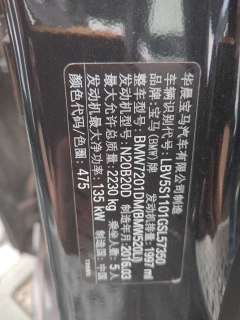 华晨宝马汽车有限公司制造
车辆识别代号: LBV5S1101GSL57350
品牌: 宝马 (BMW) 牌 发动机排量: 1997 ml
整车型号: BMW7201DM(BMW520Li)
发动机型号: N20B20D 制造年月: 2016.03
最大允许总质量: 2230 kg 乘坐人数: 5 人
发动机最大净功率: 135 kW 制造国: 中国
颜色代码/色圈: 475